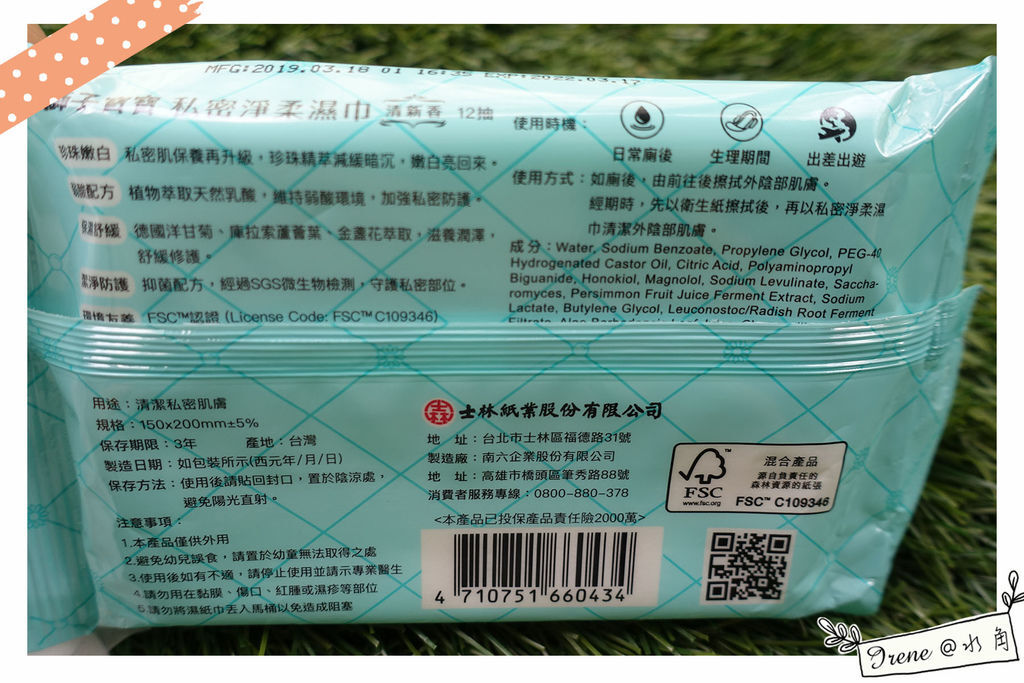 MFG:2019.03.18 01 16:35 EXP:2022.03.17
私密淨柔濕巾 清新香 12抽
珍珠嫩白 私密肌保養再升級，珍珠精萃減緩暗沉，嫩白亮回來。
配方 植物萃取天然乳酸，維持弱酸環境，加強私密防護。
保濕舒緩 德國洋甘菊、庫拉索蘆薈葉、金盞花萃取，滋養潤澤，
舒緩修護。
潔淨防護 抑菌配方，經過SGS微生物檢測，守護私密部位。
環境友善 FSC™認證 (License Code: FSC™ C109346)
使用時機：
日常廁後 生理期間 出差出遊
使用方式：如廁後，由前往後擦拭外陰部肌膚。
經期時，先以衛生紙擦拭後，再以私密淨柔濕
巾清潔外陰部肌膚。
成分：Water, Sodium Benzoate, Propylene Glycol, PEG-40
Hydrogenated Castor Oil, Citric Acid, Polyaminopropyl
Biguanide, Honokiol, Magnolol, Sodium Levulinate, Saccha-
romyces, Persimmon Fruit Juice Ferment Extract, Sodium
Lactate, Butylene Glycol, Leuconostoc/Radish Root Ferment
用途：清潔私密肌膚
規格：150x200mm±5%
保存期限：3年 產地：台灣
製造日期：如包裝所示(西元年/月/日)
保存方法：使用後請貼回封口，置於陰涼處，
避免陽光直射。
注意事項：
1.本產品僅供外用
2.避免幼兒誤食，請置於幼童無法取得之處
3.使用後如有不適，請停止使用並請示專業醫生
4.請勿用在黏膜、傷口、紅腫或濕疹等部位
5.請勿將濕紙巾丟入馬桶以免造成阻塞
士林紙業股份有限公司
地 址：台北市士林區福德路31號
製造廠：南六企業股份有限公司
地 址：高雄市橋頭區筆秀路88號
消費者服務專線：0800-880-378
<本產品已投保產品責任險2000萬>
4 710751 660434
FSC
www.fsc.org
混合產品
源自負責任的
森林資源的紙張
FSC™ C109346
Irene @ 水角